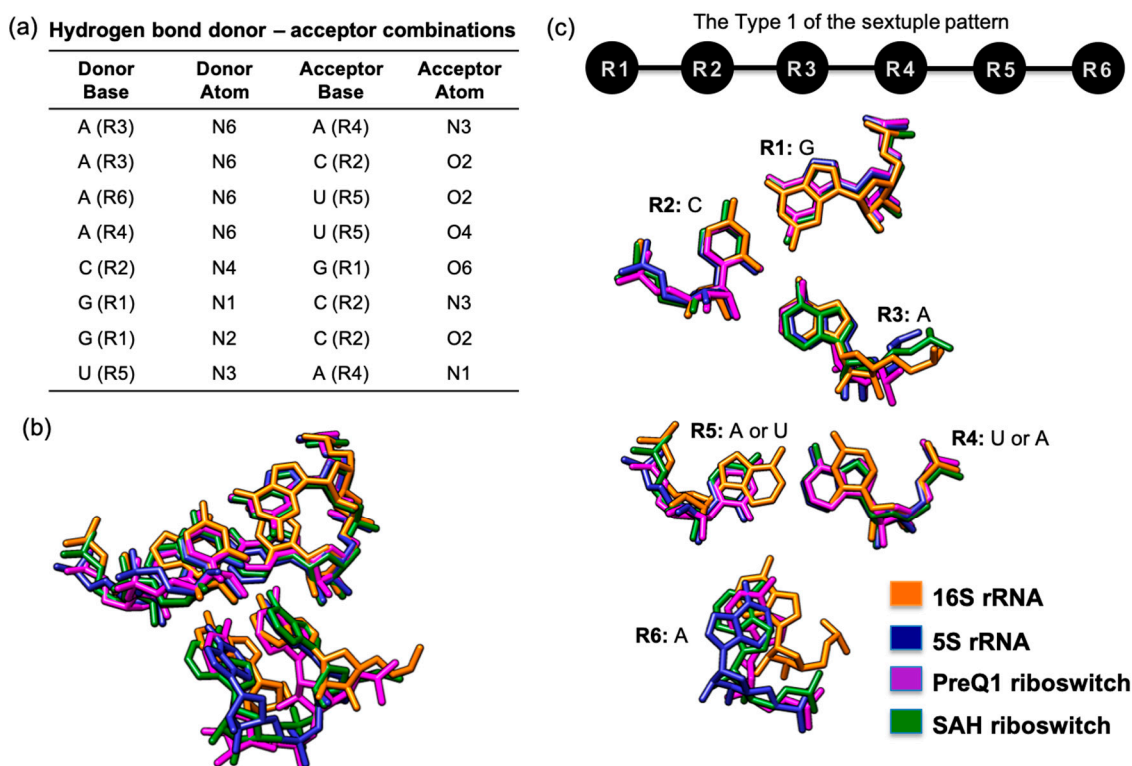 (a) Hydrogen bond donor – acceptor combinations
Donor Base Donor Atom Acceptor Base Acceptor Atom
A (R3) N6 A (R4) N3
A (R3) N6 C (R2) O2
A (R6) N6 U (R5) O2
A (R4) N6 U (R5) O4
C (R2) N4 G (R1) O6
G (R1) N1 C (R2) N3
G (R1) N2 C (R2) O2
U (R5) N3 A (R4) N1
(b)
(c) The Type 1 of the sextuple pattern
R1 R2 R3 R4 R5 R6
R1: G
R2: C
R3: A
R5: A or U
R4: U or A
R6: A
16S rRNA
5S rRNA
PreQ1 riboswitch
SAH riboswitch